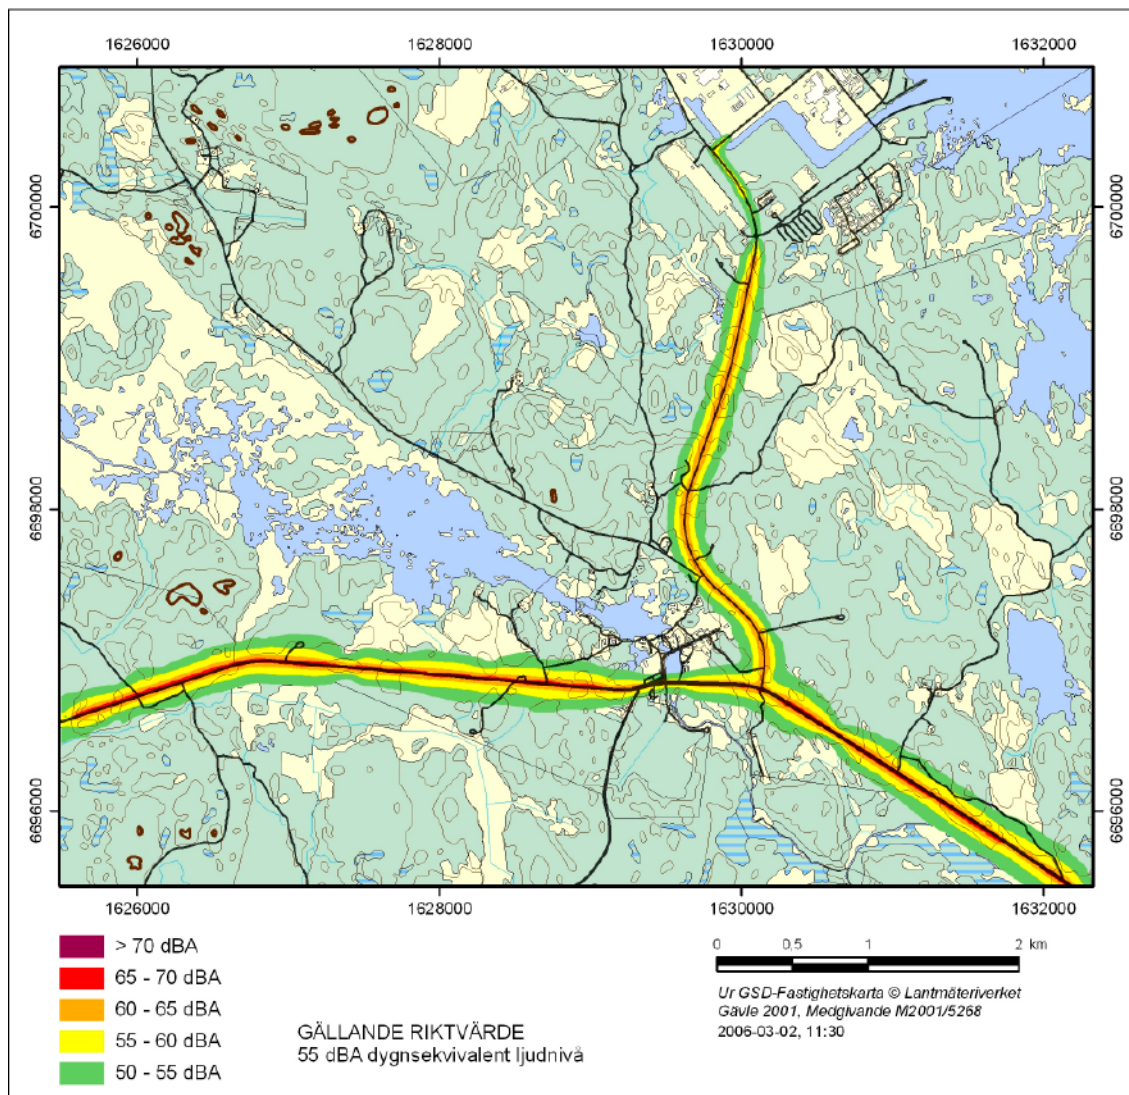 1626000 1628000 1630000 1632000
6700000 6700000
6698000 6698000
6696000 6696000
1626000 1628000 1630000 1632000
> 70 dBA
65 - 70 dBA
60 - 65 dBA
55 - 60 dBA
50 - 55 dBA
GÄLLANDE RIKTVÄRDE
55 dBA dygnsekvivalent ljudnivå
0 0,5 1 2 km
Ur GSD-Fastighetskarta © Lantmäteriverket
Gävle 2001, Medgivande M2001/5268
2006-03-02, 11:30